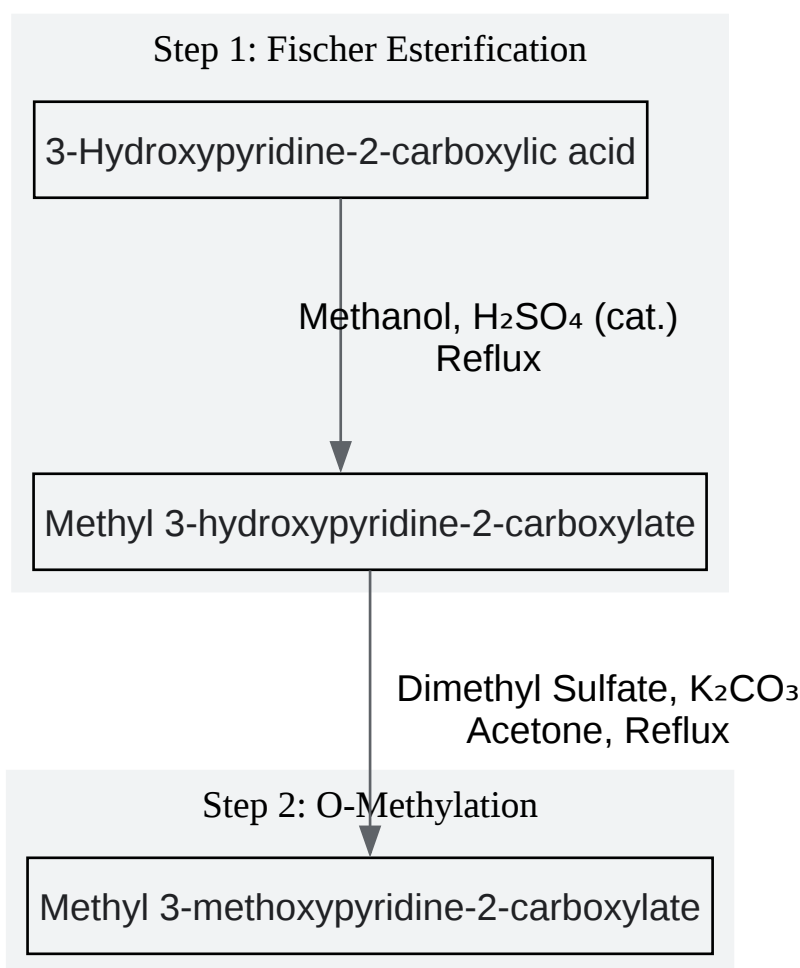 Step 1: Fischer Esterification
3-Hydroxypyridine-2-carboxylic acid
Methanol, H₂SO₄ (cat.)
Reflux
Methyl 3-hydroxypyridine-2-carboxylate
Dimethyl Sulfate, K₂CO₃
Acetone, Reflux
Step 2: O-Methylation
Methyl 3-methoxypyridine-2-carboxylate